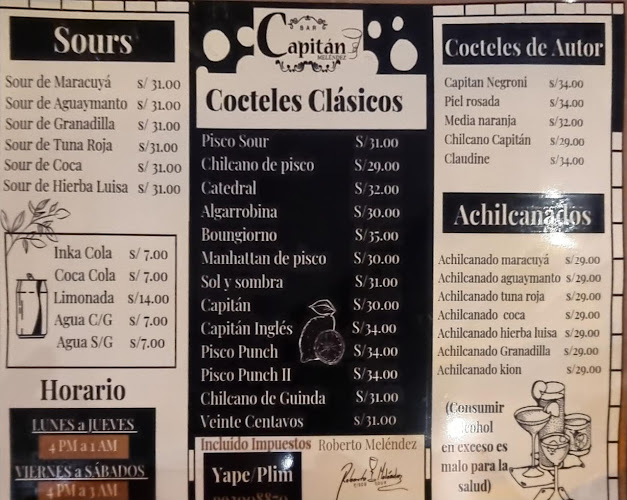 Sours
Sour de Maracuyá S/ 31.00
Sour de Aguaymanto S/ 31.00
Sour de Granadilla S/ 31.00
Sour de Tuna Roja S/31.00
Sour de Coca S/ 31.00
Sour de Hierba Luisa S/ 31.00
Inka Cola S/ 7.00
Coca Cola S/ 7.00
Limonada S/14.00
Agua C/G S/ 7.00
Agua S/G S/7.00
Horario
LUNES a JUEVES
4 PM a 1 AM
VIERNES a SÁBADOS
4 PM a 3 AM
BAR
Capitán
MELÉNDEZ
Cocteles Clásicos
Pisco Sour S/31.00
Chilcano de pisco S/29.00
Catedral S/32.00
Algarrobina S/30.00
Boungiorno S/35.00
Manhattan de pisco S/30.00
Sol y sombra S/31.00
Capitán S/30.00
Capitán Inglés S/34.00
Pisco Punch S/34.00
Pisco Punch II S/34.00
Chilcano de Guinda S/31.00
Veinte Centavos S/31.00
Incluído Impuestos Roberto Meléndez
Yape/Plim
Roberto Meléndez
Cocteles de Autor
Capitan Negroni S/34.00
Piel rosada S/34.00
Media naranja S/32.00
Chilcano Capitán S/29.00
Claudine S/34.00
Achilcanados
Achilcanado maracuyá S/29.00
Achilcanado aguaymanto S/29.00
Achilcanado tuna roja S/29.00
Achilcanado coca S/29.00
Achilcanado hierba luisa S/29.00
Achilcanado Granadilla S/29.00
Achilcanado kion S/29.00
(Consumir
alcohol
en exceso es
malo para la
salud)